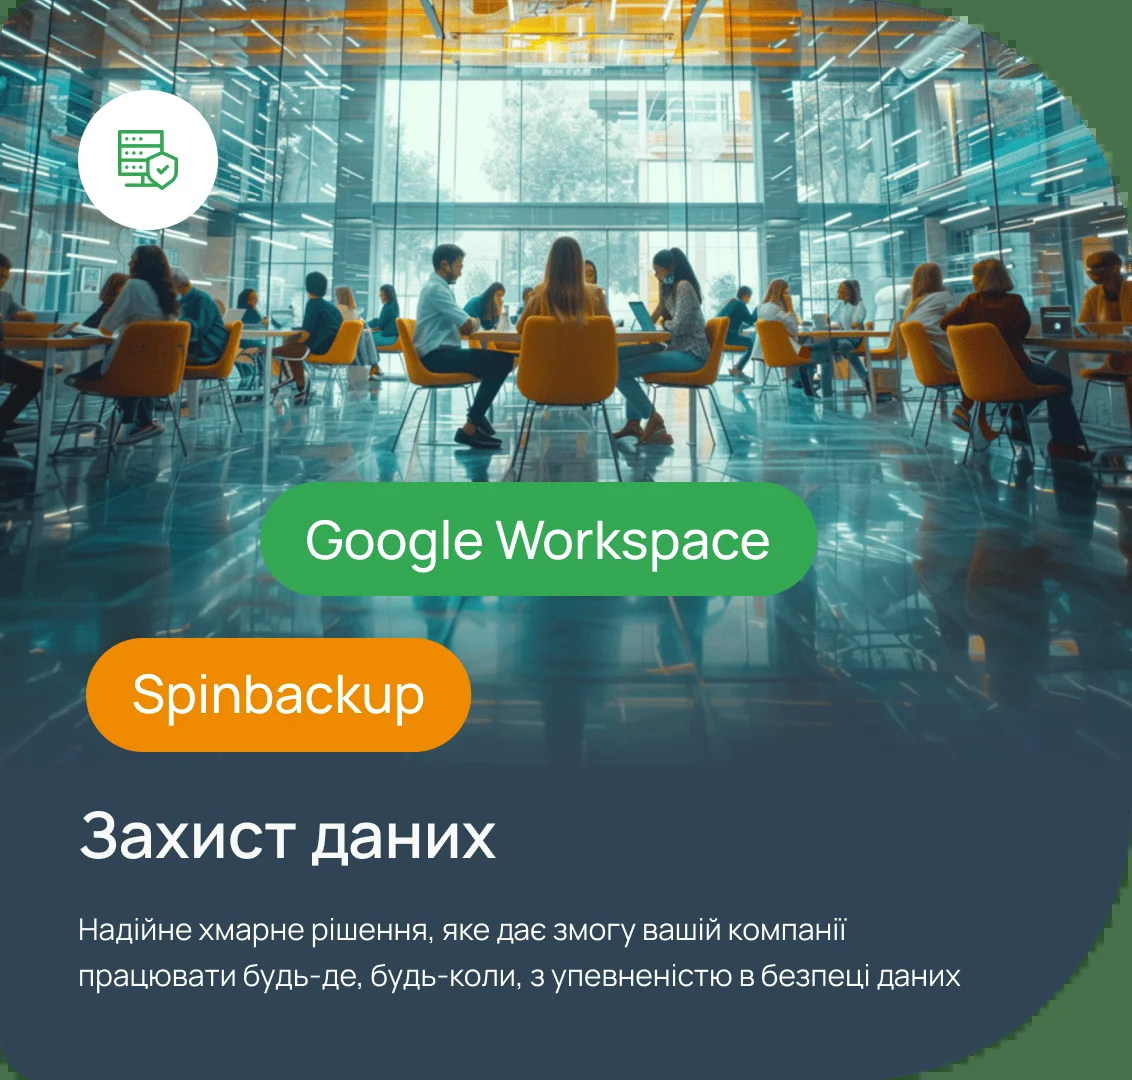 Google Workspace
Spinbackup
Захист даних
Надійне хмарне рішення, яке дає змогу вашій компанії
працювати будь-де, будь-коли, з упевненістю в безпеці даних